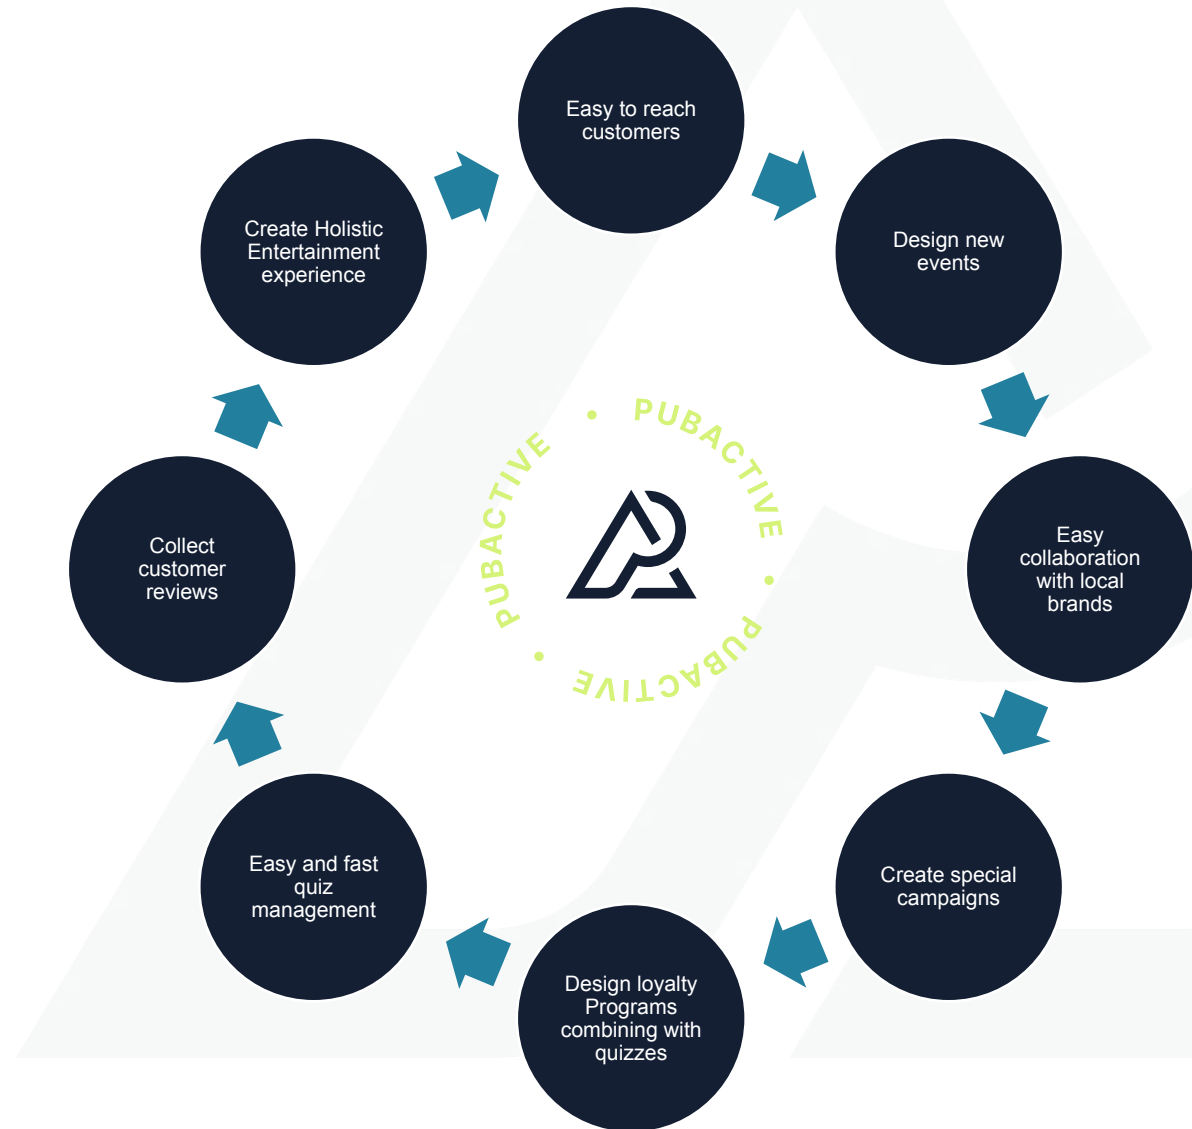 Easy to reach
customers
Design new
events
Easy
collaboration
with local
brands
Create special
campaigns
Design loyalty
Programs
combining with
quizzes
Easy and fast
quiz
management
Collect
customer
reviews
Create Holistic
Entertainment
experience
• PUBACTIVE • PUBACTIVE • PUBACTIVE